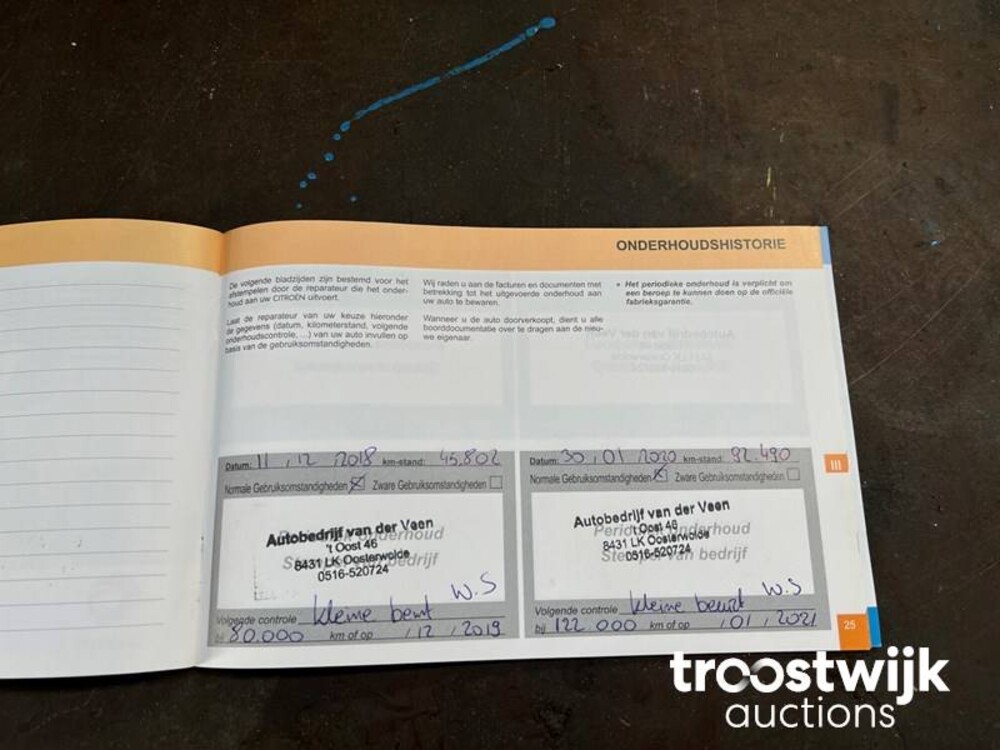 ONDERHOUDSHISTORIE
De volgende bladzijden zijn bestemd voor het
afstempelen door de reparateur die het onder-
houd aan uw CITROËN uitvoert.
Laat de reparateur van uw keuze hieronder
de gegevens (datum, kilometerstand, volgende
onderhoudscontrole, ...) van uw auto invullen op
basis van de gebruiksomstandigheden.
Wij raden u aan de facturen en documenten met
betrekking tot het uitgevoerde onderhoud aan
uw auto te bewaren.
Wanneer u de auto doorverkoopt, dient u alle
boorddocumentatie over te dragen aan de nieu-
we eigenaar.
• Het periodieke onderhoud is verplicht om
een beroep te kunnen doen op de officiële
fabrieksgarantie.
Datum: 11 , 12 , 2018 km-stand: 45.802
Normale Gebruiksomstandigheden Zware Gebruiksomstandigheden
Autobedrijf van der Veen
't Oost 46
8431 LK Oosterwolde
0516-520724
W.S
Volgende controle kleine beurt
bij 80.000 km of op / 12 / 2019
Datum: 30 , 01 , 2020 km-stand: 92.490
Normale Gebruiksomstandigheden Zware Gebruiksomstandigheden
Autobedrijf van der Veen
't Oost 46
8431 LK Oosterwolde
0516-520724
Periodiek onderhoud
Stempel van bedrijf
W.S
Volgende controle kleine beurt
bij 122.000 km of op / 01 / 2021
III
25
troostwijk
auctions